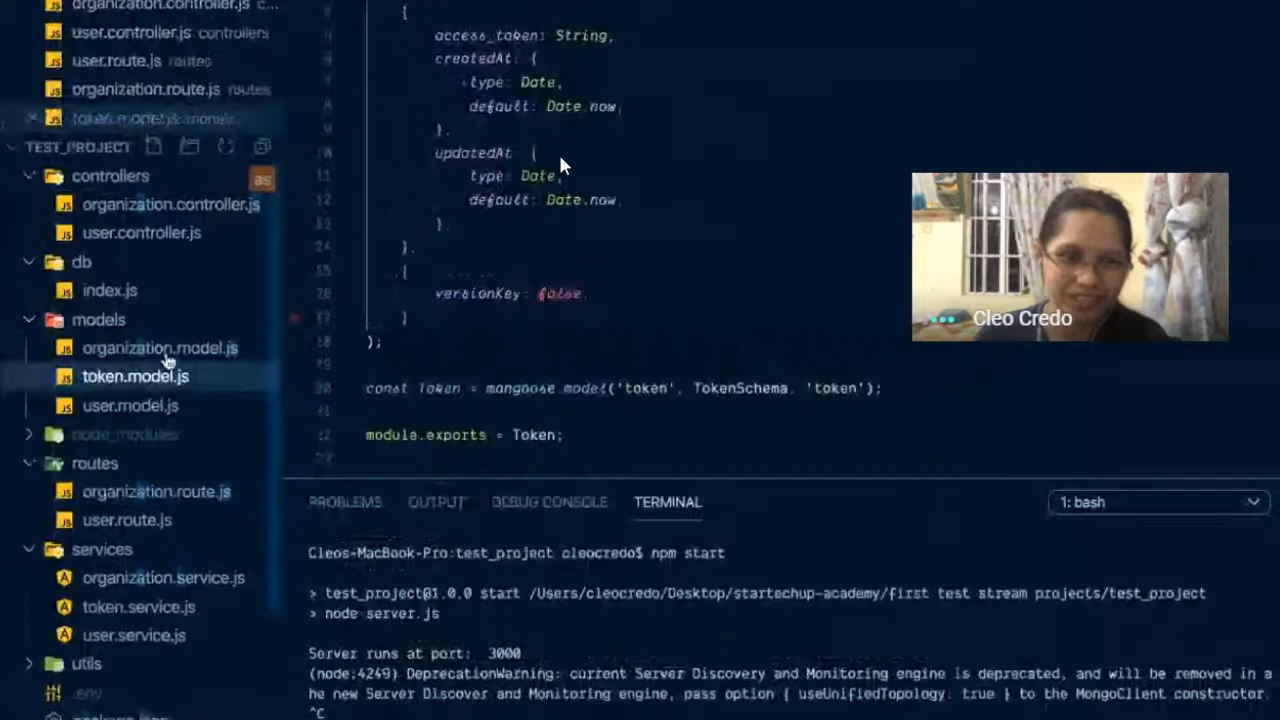 organization.controller.js c...
user.controller.js controllers
user.route.js routes
organization.route.js routes
token.model.js models
TEST_PROJECT
controllers
as
organization.controller.js
user.controller.js
db
index.js
models
organization.model.js
token.model.js
user.model.js
node_modules
routes
organization.route.js
user.route.js
services
organization.service.js
token.service.js
user.service.js
utils
.env
{
access_token: String,
createdAt: {
type: Date,
default: Date.now,
},
updatedAt: {
type: Date,
default: Date.now,
},
},
{
versionKey: false,
}
);
const Token = mongoose.model('token', TokenSchema, 'token');
module.exports = Token;
Cleo Credo
PROBLEMS OUTPUT DEBUG CONSOLE TERMINAL
1: bash
Cleos-MacBook-Pro:test_project cleocredo$ npm start
> test_project@1.0.0 start /Users/cleocredo/Desktop/startechup-academy/first test stream projects/test_project
> node server.js
Server runs at port: 3000
(node:4249) DeprecationWarning: current Server Discovery and Monitoring engine is deprecated, and will be removed in a
he new Server Discover and Monitoring engine, pass option { useUnifiedTopology: true } to the MongoClient constructor.
^C